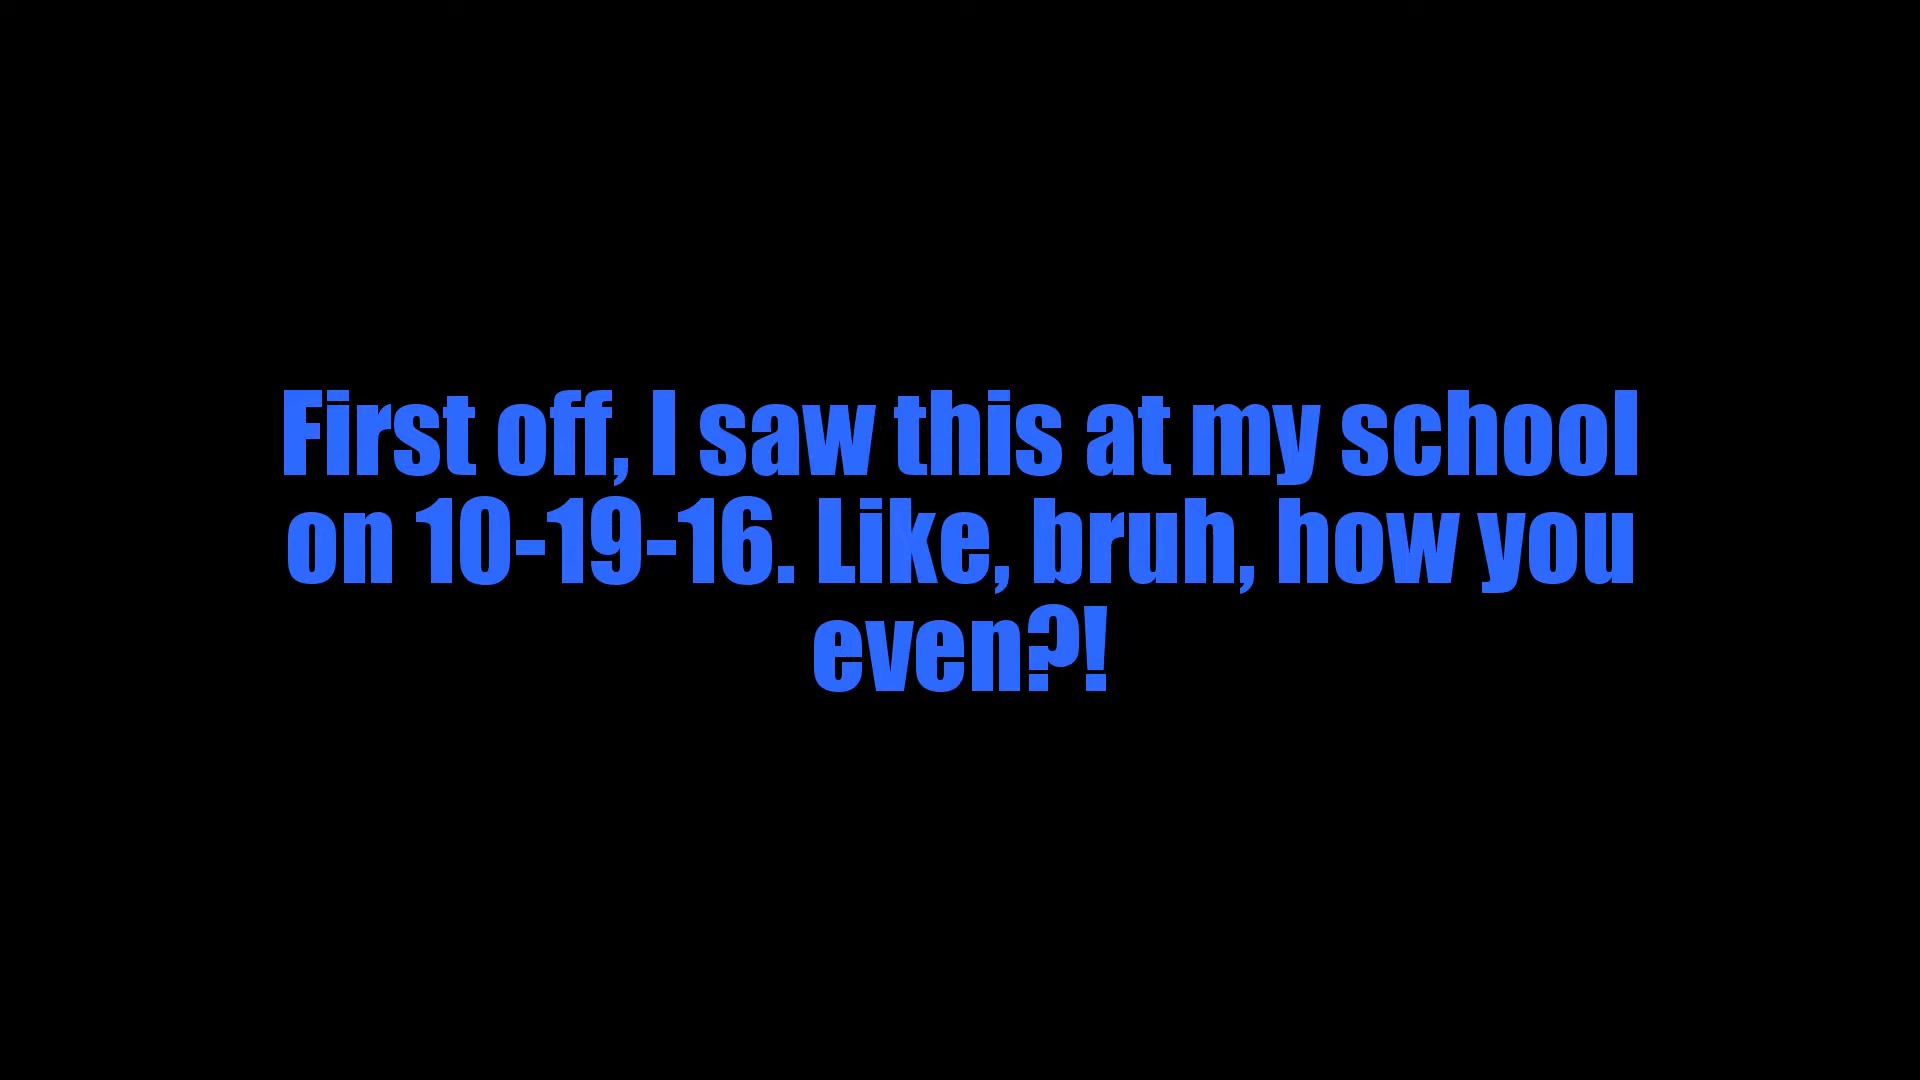 First off, I saw this at my school
on 10-19-16. Like, bruh, how you
even?!